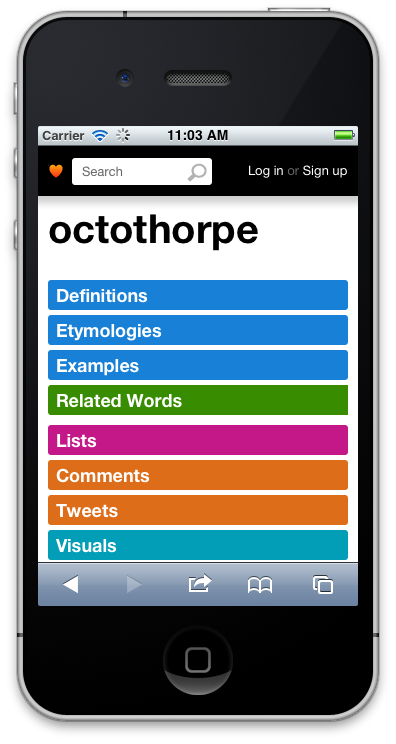 Carrier 11:03 AM
Search Log in or Sign up
octothorpe
Definitions
Etymologies
Examples
Related Words
Lists
Comments
Tweets
Visuals